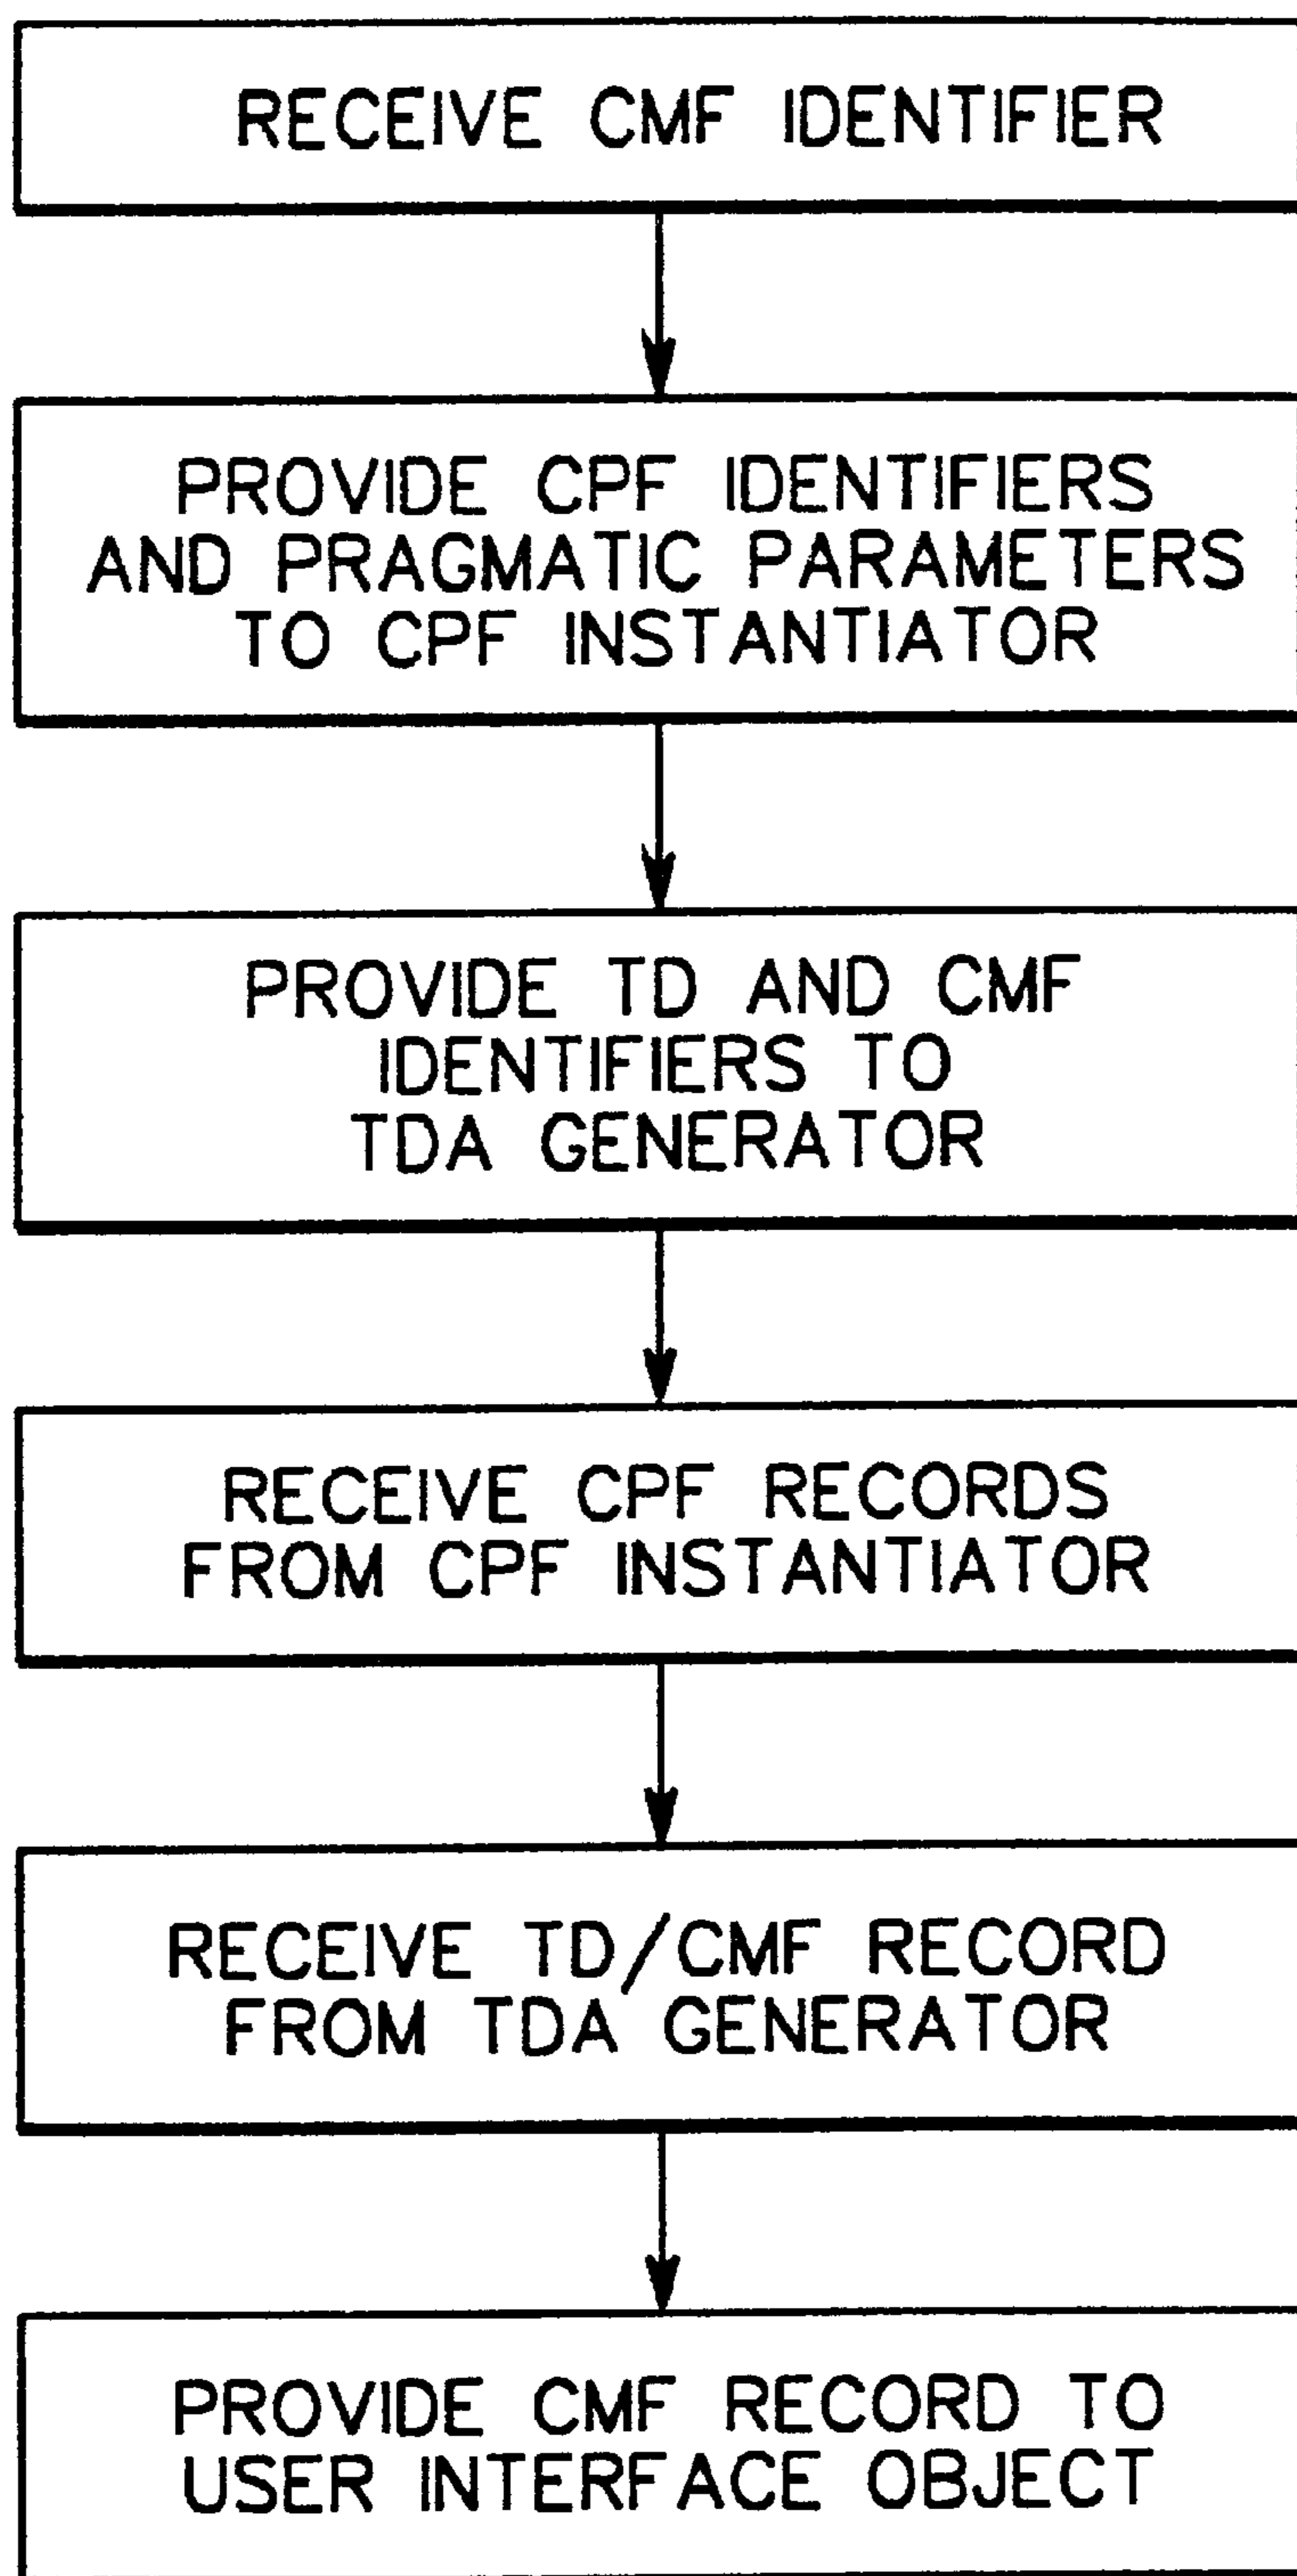 RECEIVE CMF IDENTIFIER
PROVIDE CPF IDENTIFIERS
AND PRAGMATIC PARAMETERS
TO CPF INSTANTIATOR
PROVIDE TD AND CMF
IDENTIFIERS TO
TDA GENERATOR
RECEIVE CPF RECORDS
FROM CPF INSTANTIATOR
RECEIVE TD/CMF RECORD
FROM TDA GENERATOR
PROVIDE CMF RECORD TO
USER INTERFACE OBJECT